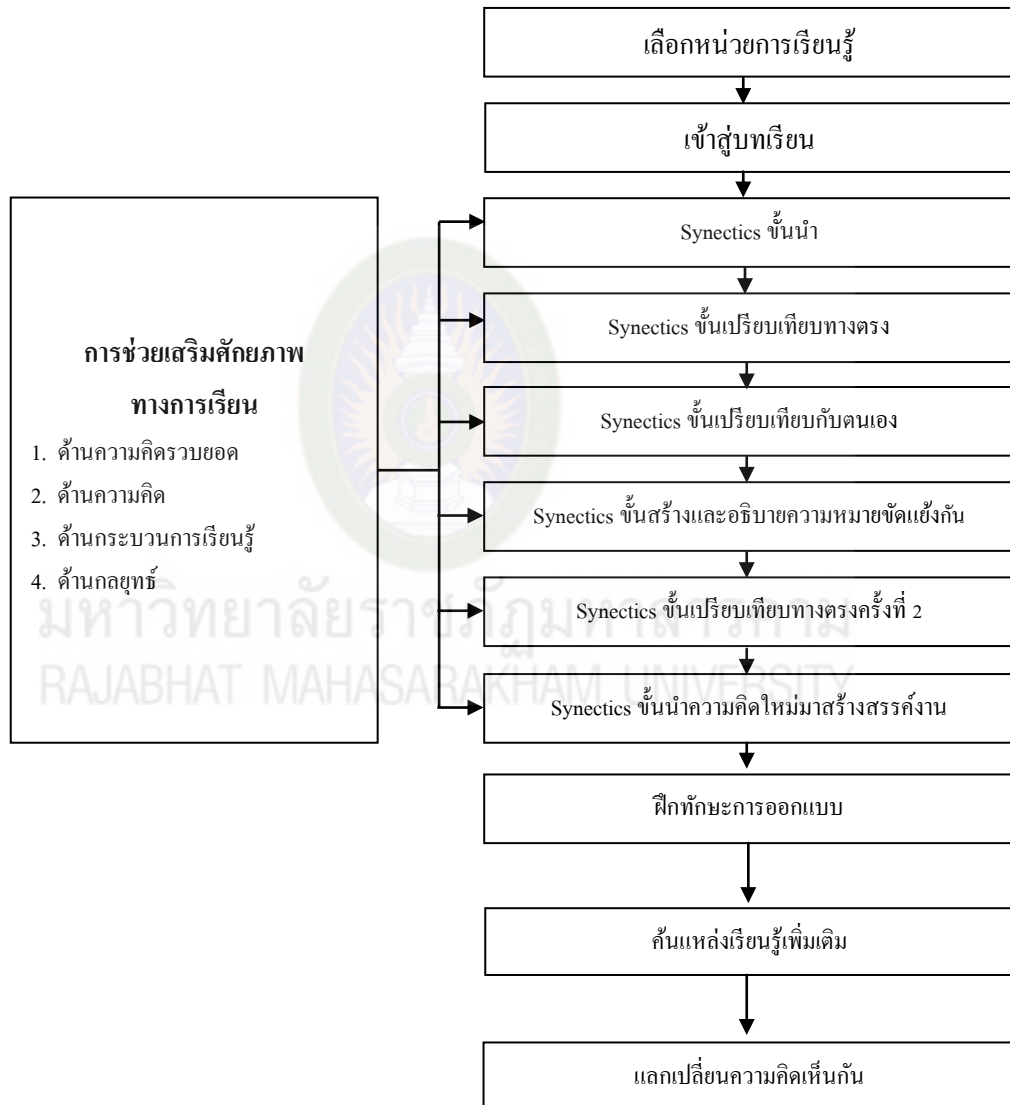 เลือกหน่วยการเรียนรู้
เข้าสู่บทเรียน
Synectics ขั้นนำ
Synectics ขั้นเปรียบเทียบทางตรง
Synectics ขั้นเปรียบเทียบกับตนเอง
Synectics ขั้นสร้างและอธิบายความหมายขัดแย้งกัน
Synectics ขั้นเปรียบเทียบทางตรงครั้งที่ 2
Synectics ขั้นนำความคิดใหม่มาสร้างสรรค์งาน
ฝึกทักษะการออกแบบ
ค้นแหล่งเรียนรู้เพิ่มเติม
แลกเปลี่ยนความคิดเห็นกัน
การช่วยเสริมศักยภาพ
ทางการเรียน
1. ด้านความคิดรวบยอด
2. ด้านความคิด
3. ด้านกระบวนการเรียนรู้
4. ด้านกลยุทธ์
มหาวิทยาลัยราชภัฏมหาสารคาม
RAJABHAT MAHASARAKHAM UNIVERSITY